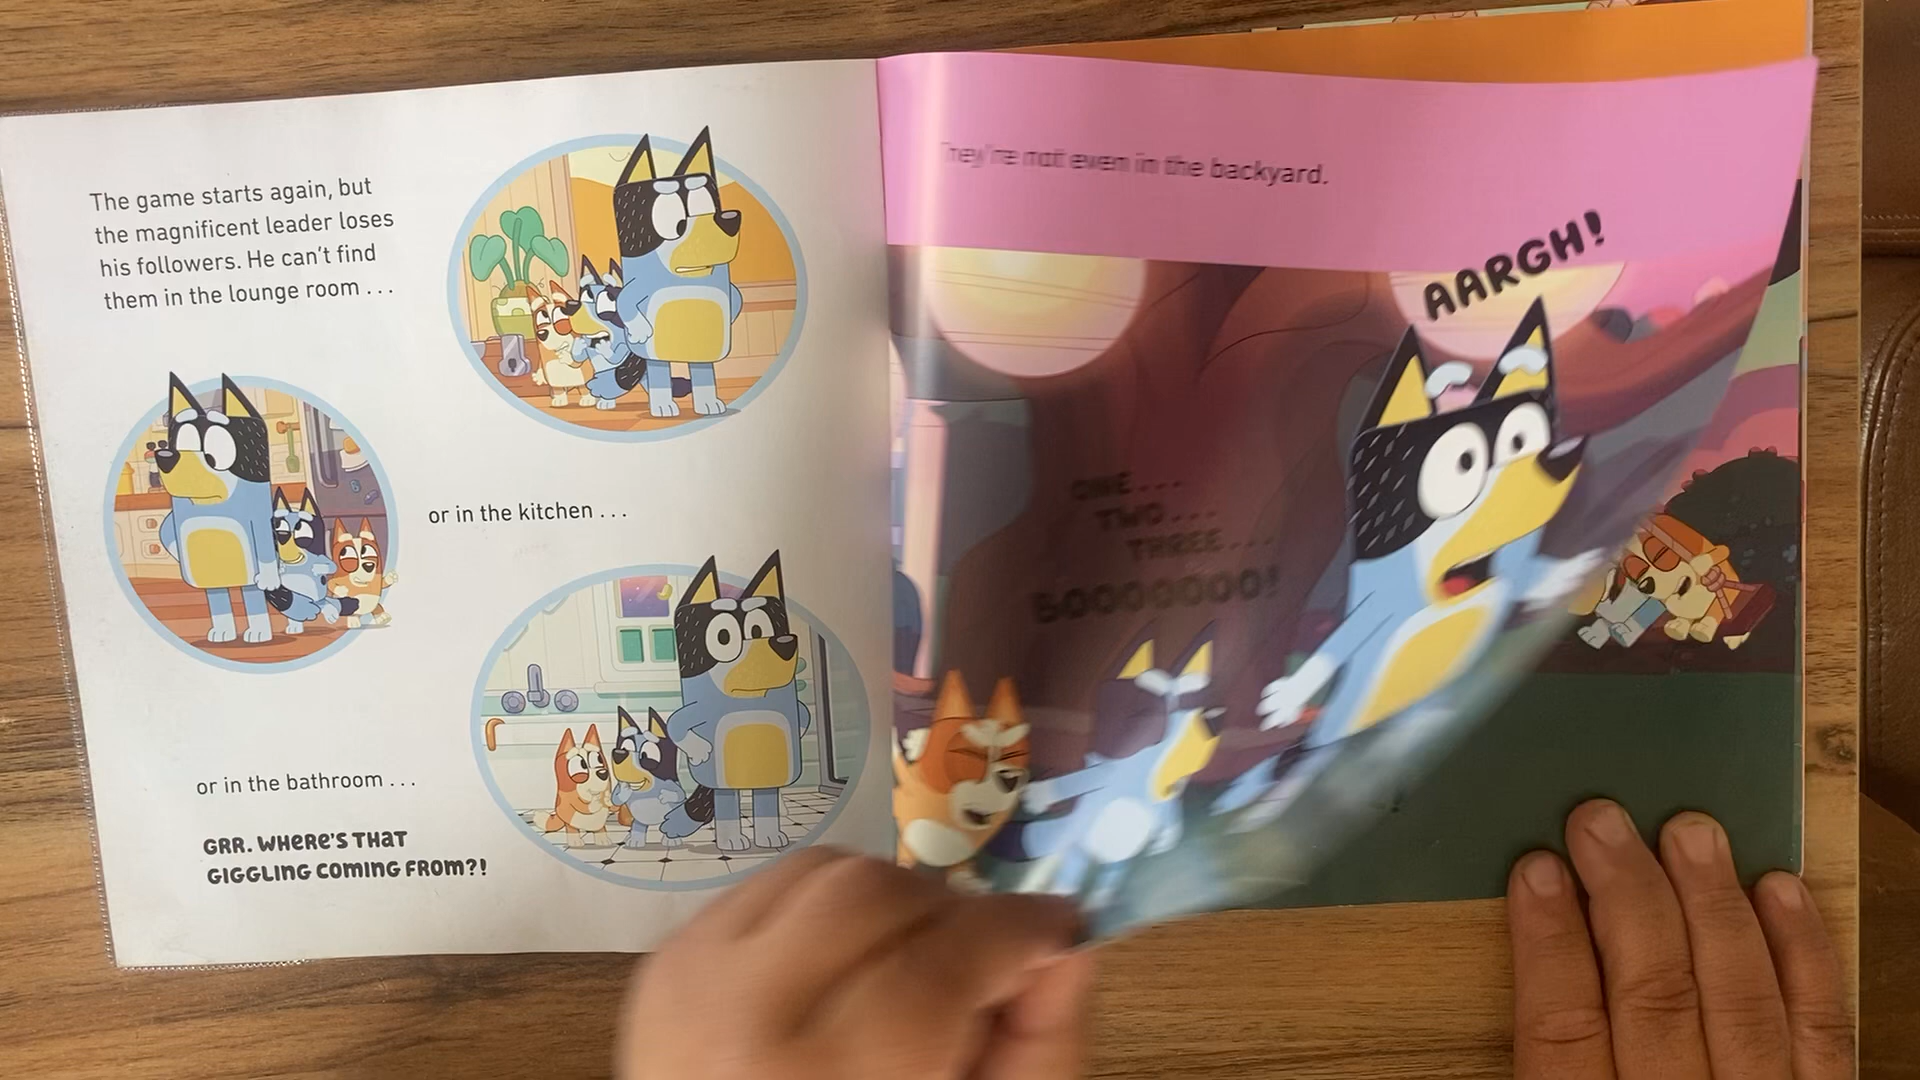 The game starts again, but
the magnificent leader loses
his followers. He can't find
them in the lounge room . . .
or in the kitchen . . .
or in the bathroom . . .
GRR. WHERE'S THAT
GIGGLING COMING FROM?!
They're not even in the backyard.
AARGH!
ONE . . .
TWO . . .
THREE . . .
BOOOOOOO!